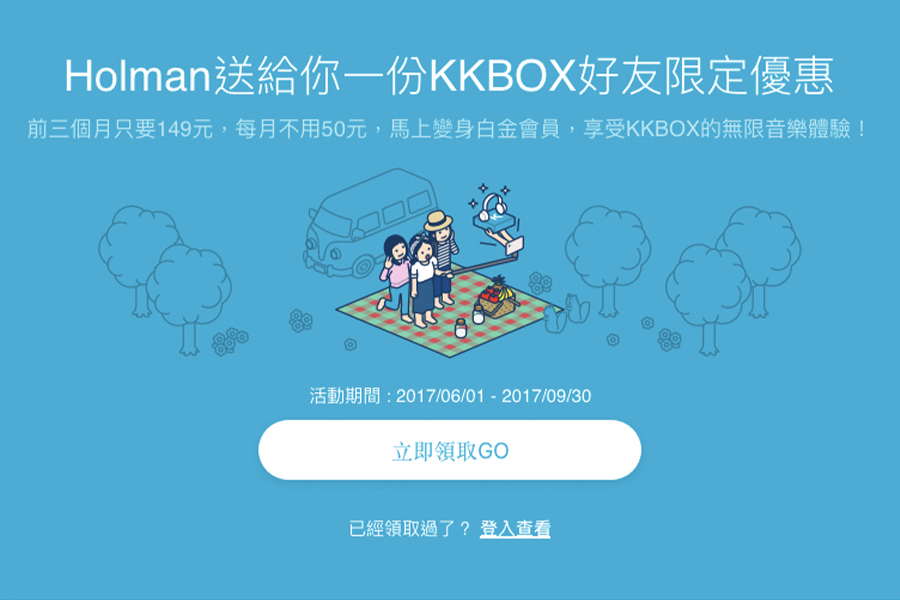 Holman送給你一份KKBOX好友限定優惠
前三個月只要149元，每月不用50元，馬上變身白金會員，享受KKBOX的無限音樂體驗！
活動期間 : 2017/06/01 - 2017/09/30
立即領取GO
已經領取過了？ 登入查看